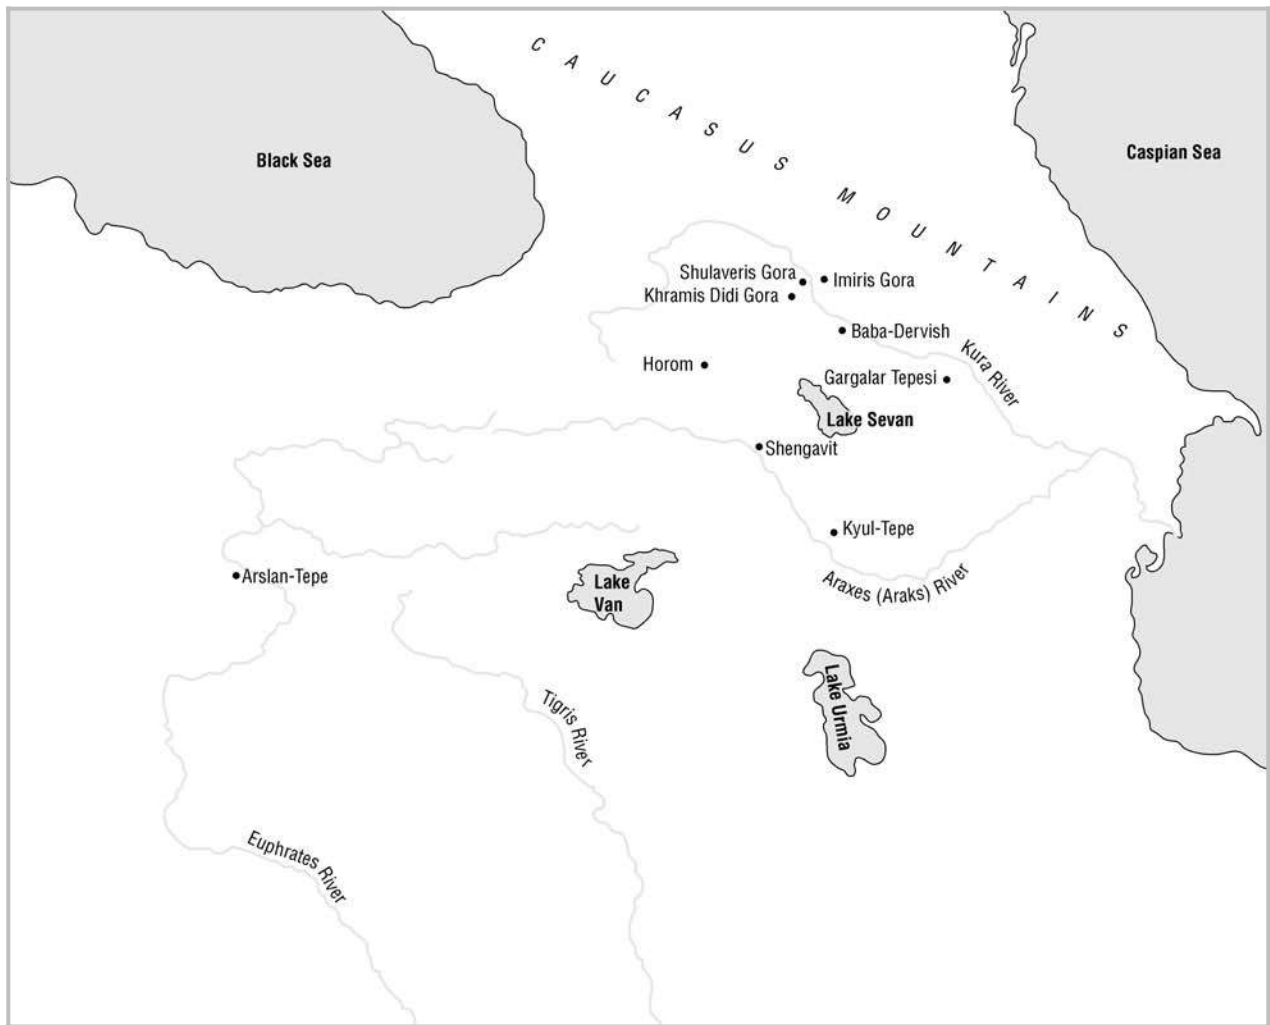 CAUCASUS MOUNTAINS
Black Sea
Caspian Sea
Shulaveris Gora
Imiris Gora
Khramis Didi Gora
Baba-Dervish
Kura River
Horom
Gargalar Tepesi
Lake Sevan
Shengavit
Kyul-Tepe
Arslan-Tepe
Lake
Van
Araxes (Araks) River
Lake Urmia
Tigris River
Euphrates River